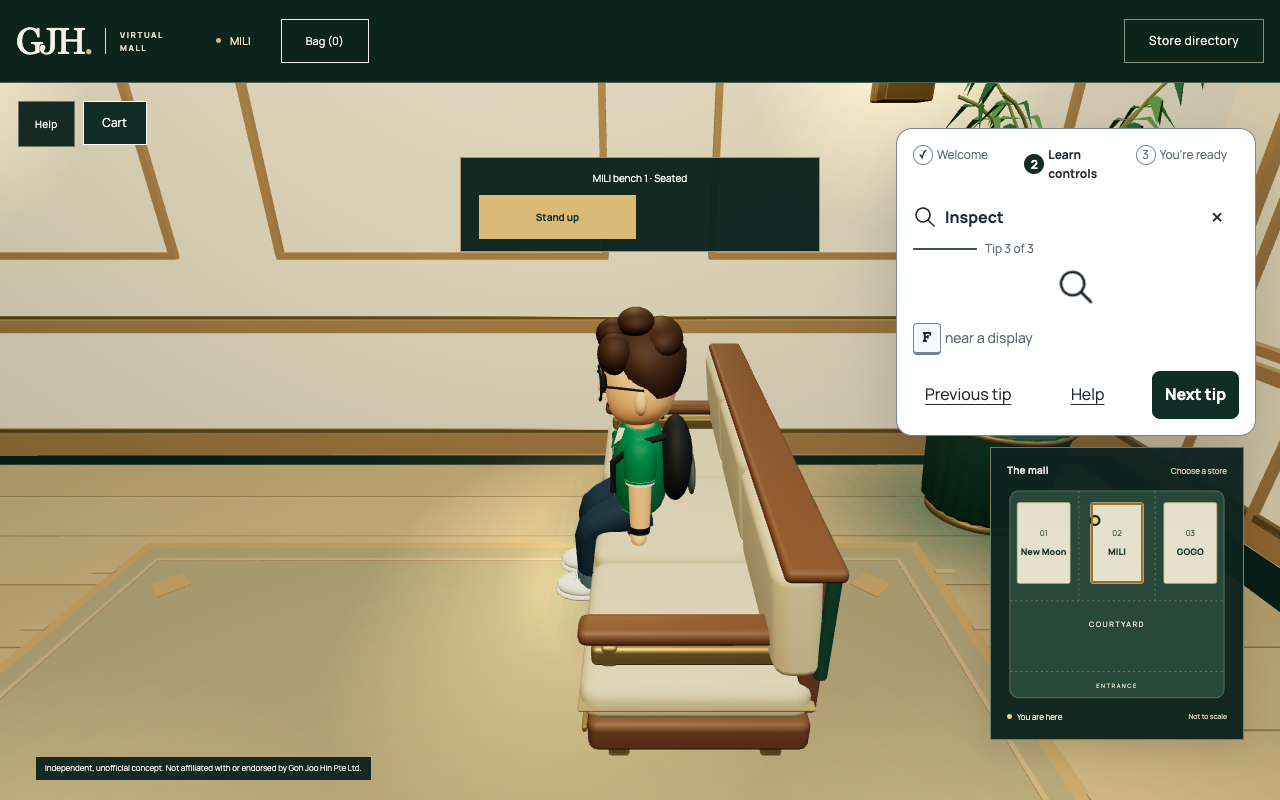 GJH.
VIRTUAL
MALL
MILI
Bag (0)
Store directory
Help
Cart
MILI bench 1 · Seated
Stand up
✓ Welcome
2 Learn
controls
3 You're ready
Inspect
×
Tip 3 of 3
F near a display
Previous tip
Help
Next tip
The mall
Choose a store
01
New Moon
02
MILI
03
GOGO
COURTYARD
ENTRANCE
You are here
Not to scale
Independent, unofficial concept. Not affiliated with or endorsed by Goh Joo Hin Pte Ltd.